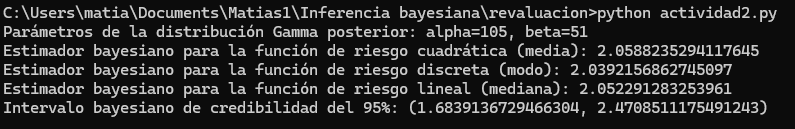 C:\Users\matia\Documents\Matias1\Inferencia bayesiana\revaluacion>python actividad2.py
Parámetros de la distribución Gamma posterior: alpha=105, beta=51
Estimador bayesiano para la función de riesgo cuadrática (media): 2.0588235294117645
Estimador bayesiano para la función de riesgo discreta (modo): 2.0392156862745097
Estimador bayesiano para la función de riesgo lineal (mediana): 2.052291283253961
Intervalo bayesiano de credibilidad del 95%: (1.6839136729466304, 2.4708511175491243)